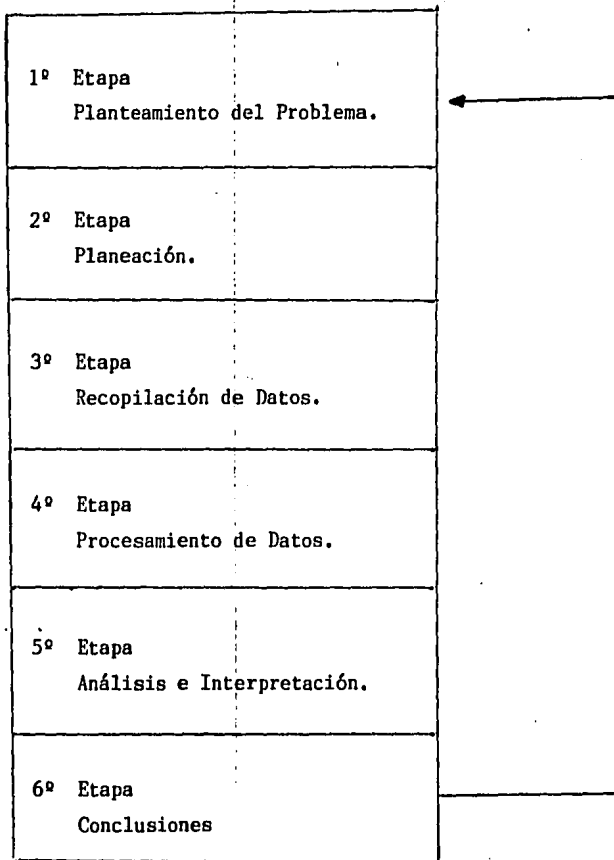 1º Etapa
Planteamiento del Problema.
2º Etapa
Planeación.
3º Etapa
Recopilación de Datos.
4º Etapa
Procesamiento de Datos.
5º Etapa
Análisis e Interpretación.
6º Etapa
Conclusiones